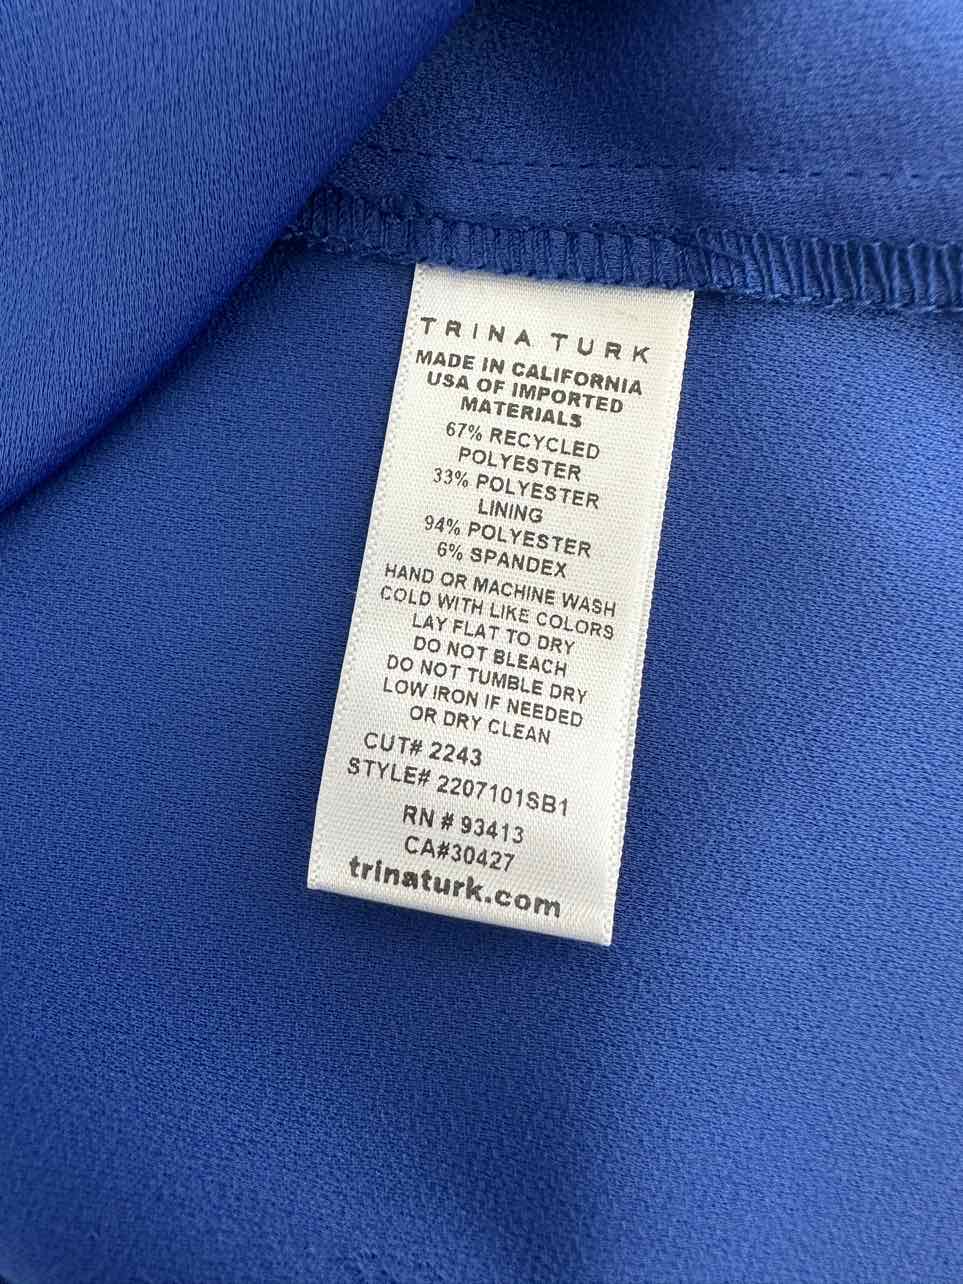 TRINA TURK
MADE IN CALIFORNIA
USA OF IMPORTED
MATERIALS
67% RECYCLED
POLYESTER
33% POLYESTER
LINING
94% POLYESTER
6% SPANDEX
HAND OR MACHINE WASH
COLD WITH LIKE COLORS
LAY FLAT TO DRY
DO NOT BLEACH
DO NOT TUMBLE DRY
LOW IRON IF NEEDED
OR DRY CLEAN
CUT# 2243
STYLE# 2207101SB1
RN # 93413
CA#30427
trinaturk.com